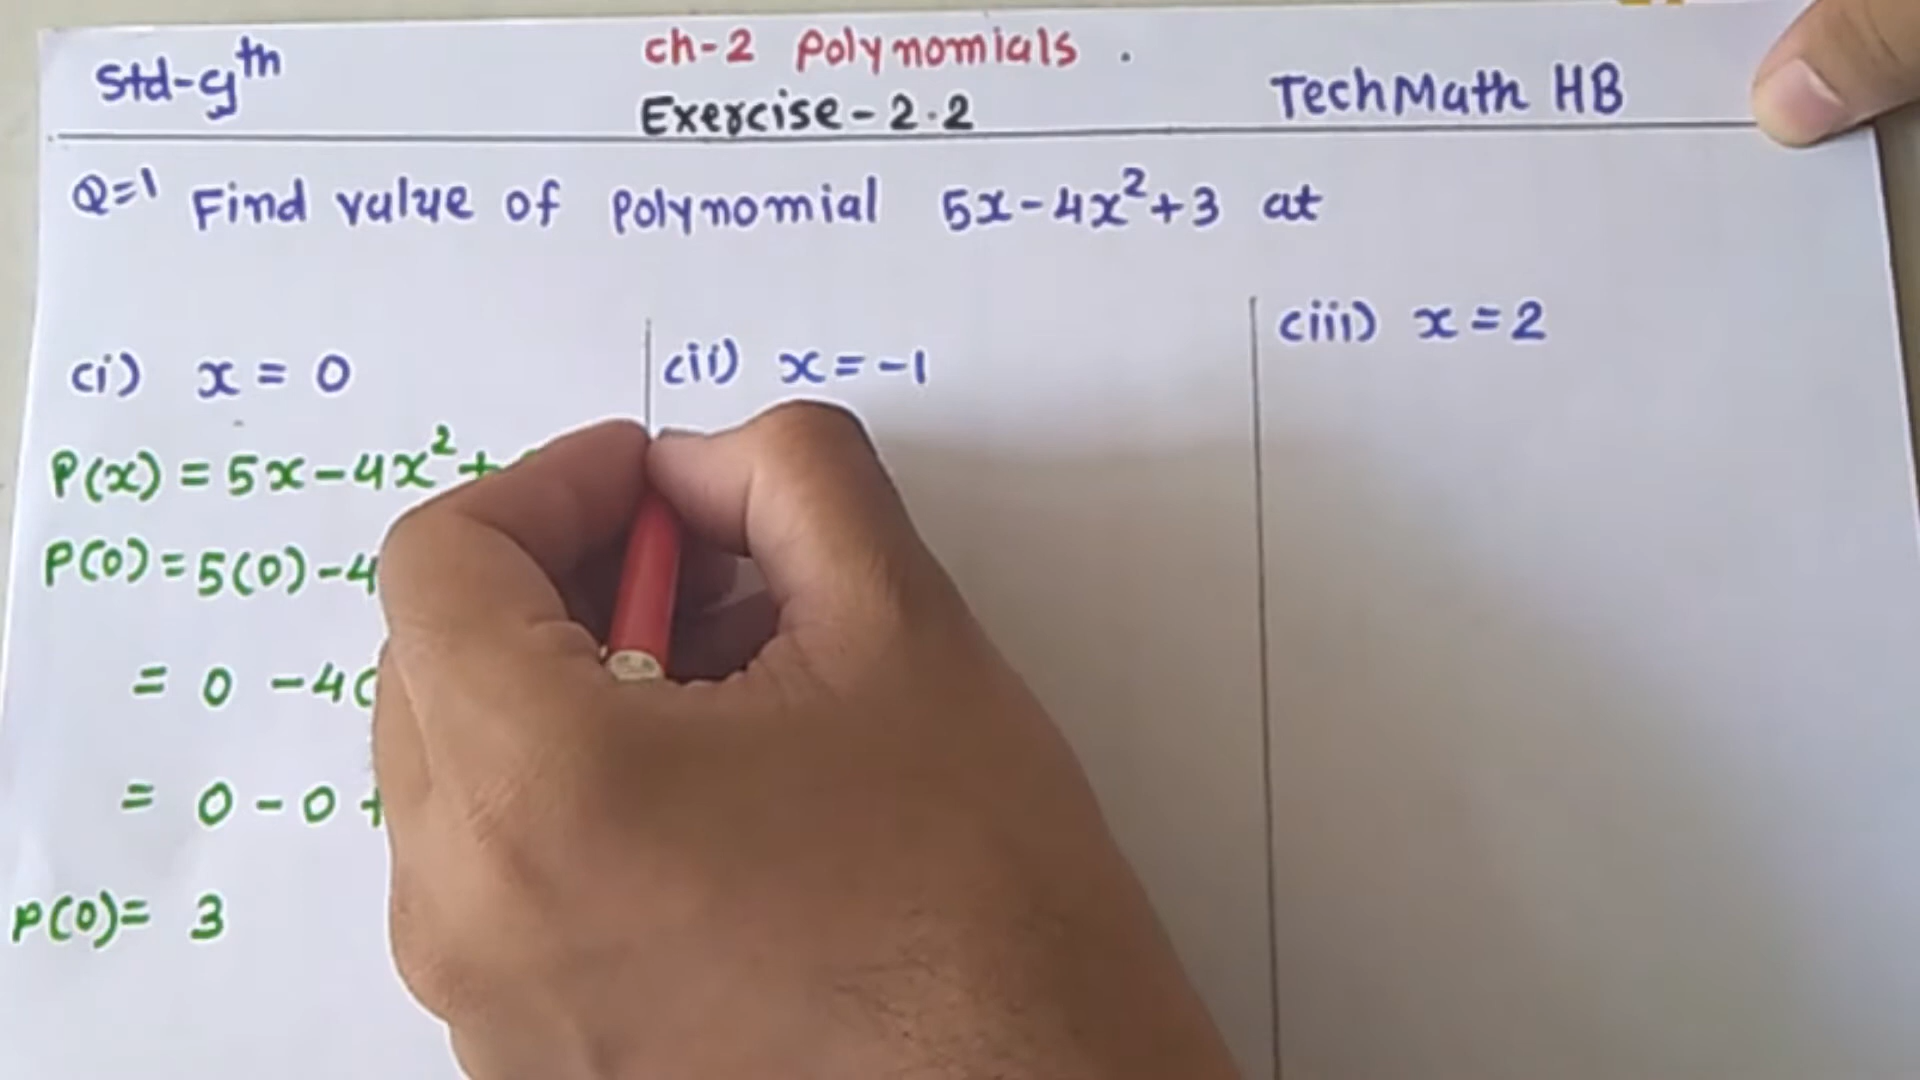 Std-9th
ch-2 Polynomials.
Exercise-2.2
TechMath HB
Q=1 Find value of Polynomial 5x-4x²+3 at
(i) x = 0
P(x) = 5x-4x²+
P(0) = 5(0)-4
= 0 -4(
= 0 - 0 +
P(0) = 3
(ii) x = -1
(iii) x = 2